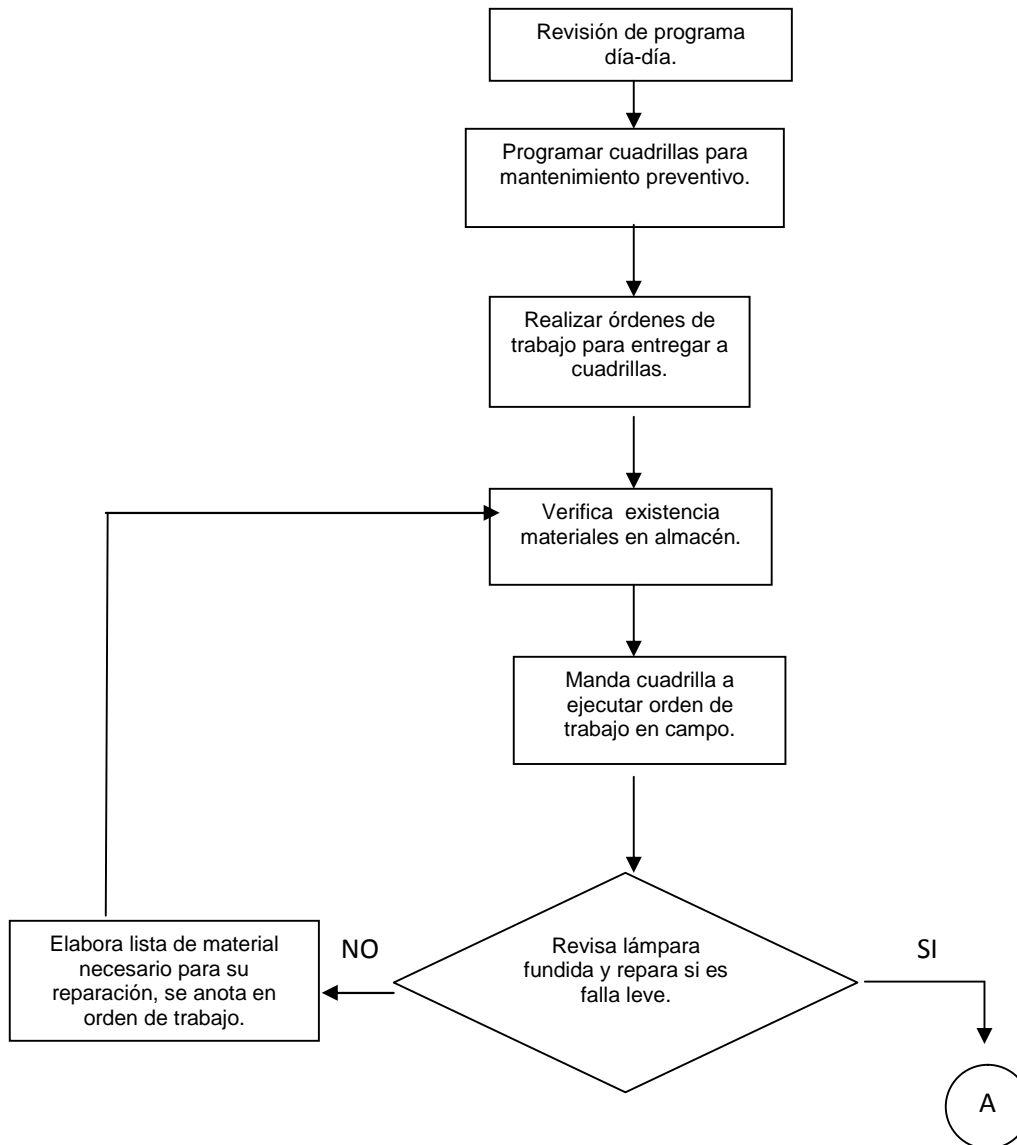 Revisión de programa
día-día.
Programar cuadrillas para
mantenimiento preventivo.
Realizar órdenes de
trabajo para entregar a
cuadrillas.
Verifica existencia
materiales en almacén.
Manda cuadrilla a
ejecutar orden de
trabajo en campo.
Revisa lámpara
fundida y repara si es
falla leve.
NO
SI
Elabora lista de material
necesario para su
reparación, se anota en
orden de trabajo.
A